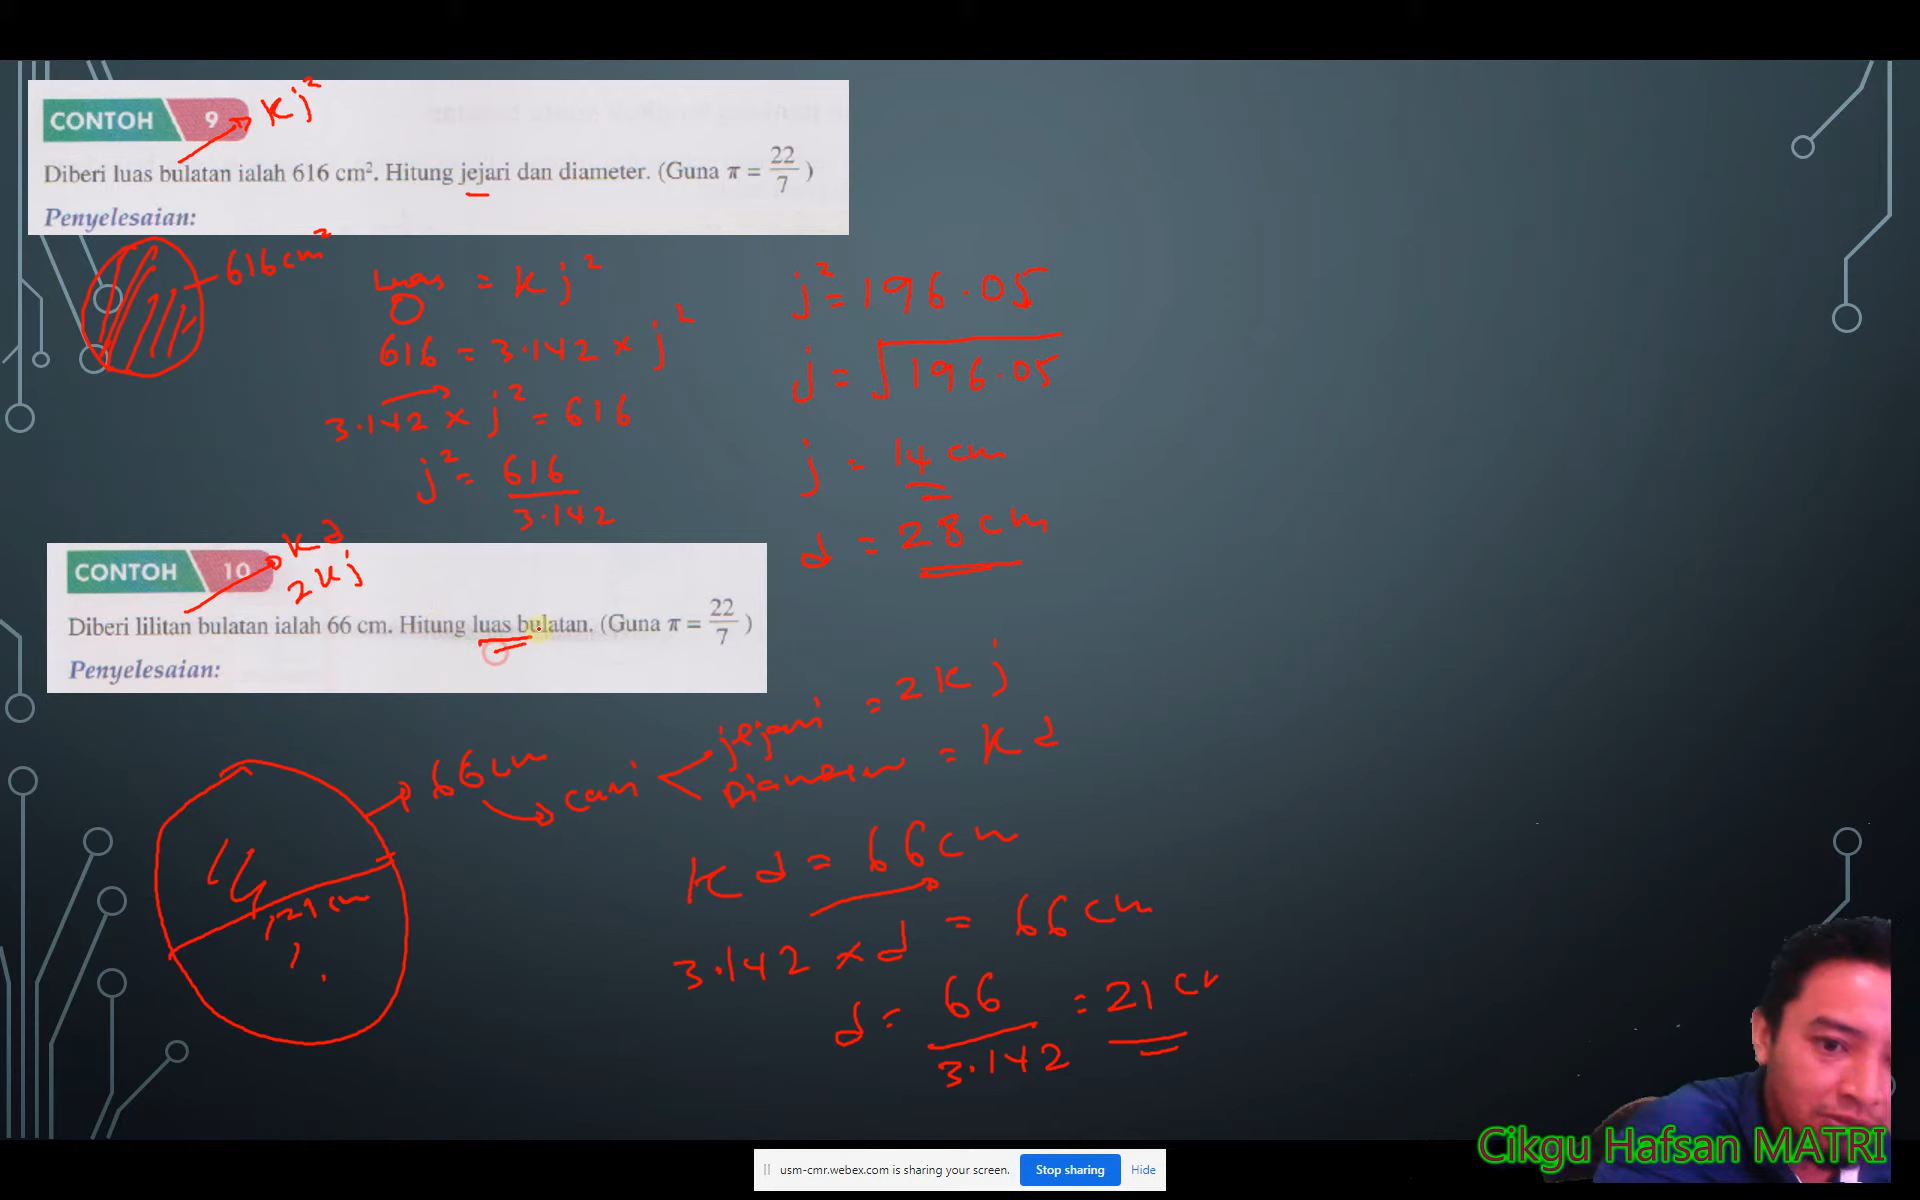 CONTOH 9
kj²
Diberi luas bulatan ialah 616 cm². Hitung jejari dan diameter. (Guna π = 22/7)
Penyelesaian:
616 cm²
Luas = kj²
616 = 3.142 × j²
3.142 × j² = 616
j² = 616/3.142
j² = 196.05
j = √196.05
j = 14 cm
d = 28 cm
CONTOH 10
kd
2kj
Diberi lilitan bulatan ialah 66 cm. Hitung luas bulatan. (Guna π = 22/7)
Penyelesaian:
66 cm
cari
jejari = 2kj
Diameter = kd
21 cm
?
kd = 66 cm
3.142 × d = 66 cm
d = 66/3.142 = 21 cm
Cikgu Hafsan MATRI
usm-cmr.webex.com is sharing your screen.
Stop sharing
Hide